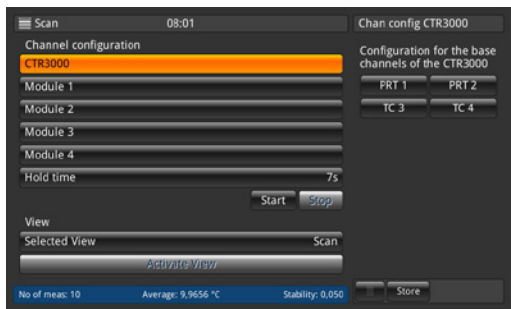 Scan 08:01
Channel configuration
CTR3000
Module 1
Module 2
Module 3
Module 4
Hold time 7s
Start Stop
View
Selected View Scan
Activate View
No of meas: 10 Average: 9,9656 °C Stability: 0,050
Chan config CTR3000
Configuration for the base
channels of the CTR3000
PRT 1 PRT 2
TC 3 TC 4
Store